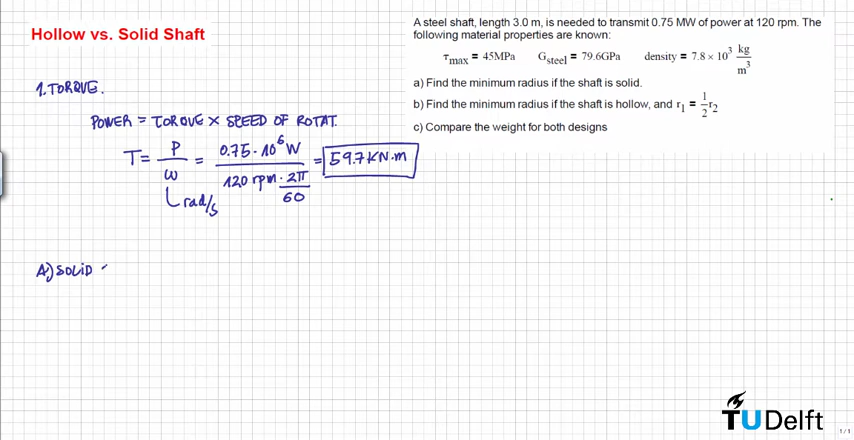 Hollow vs. Solid Shaft
A steel shaft, length 3.0 m, is needed to transmit 0.75 MW of power at 120 rpm. The
following material properties are known:
τmax = 45MPa Gsteel = 79.6GPa density = 7.8 × 10³ kg/m³
a) Find the minimum radius if the shaft is solid.
b) Find the minimum radius if the shaft is hollow, and r₁ = 1/2 r₂
c) Compare the weight for both designs
1. TORQUE.
POWER = TORQUE × SPEED OF ROTAT.
T = P/ω = 0.75·10⁶ W / 120 rpm · 2π/60 = 59.7 KN·m
rad/s
A) SOLID
TU Delft
1 / 1